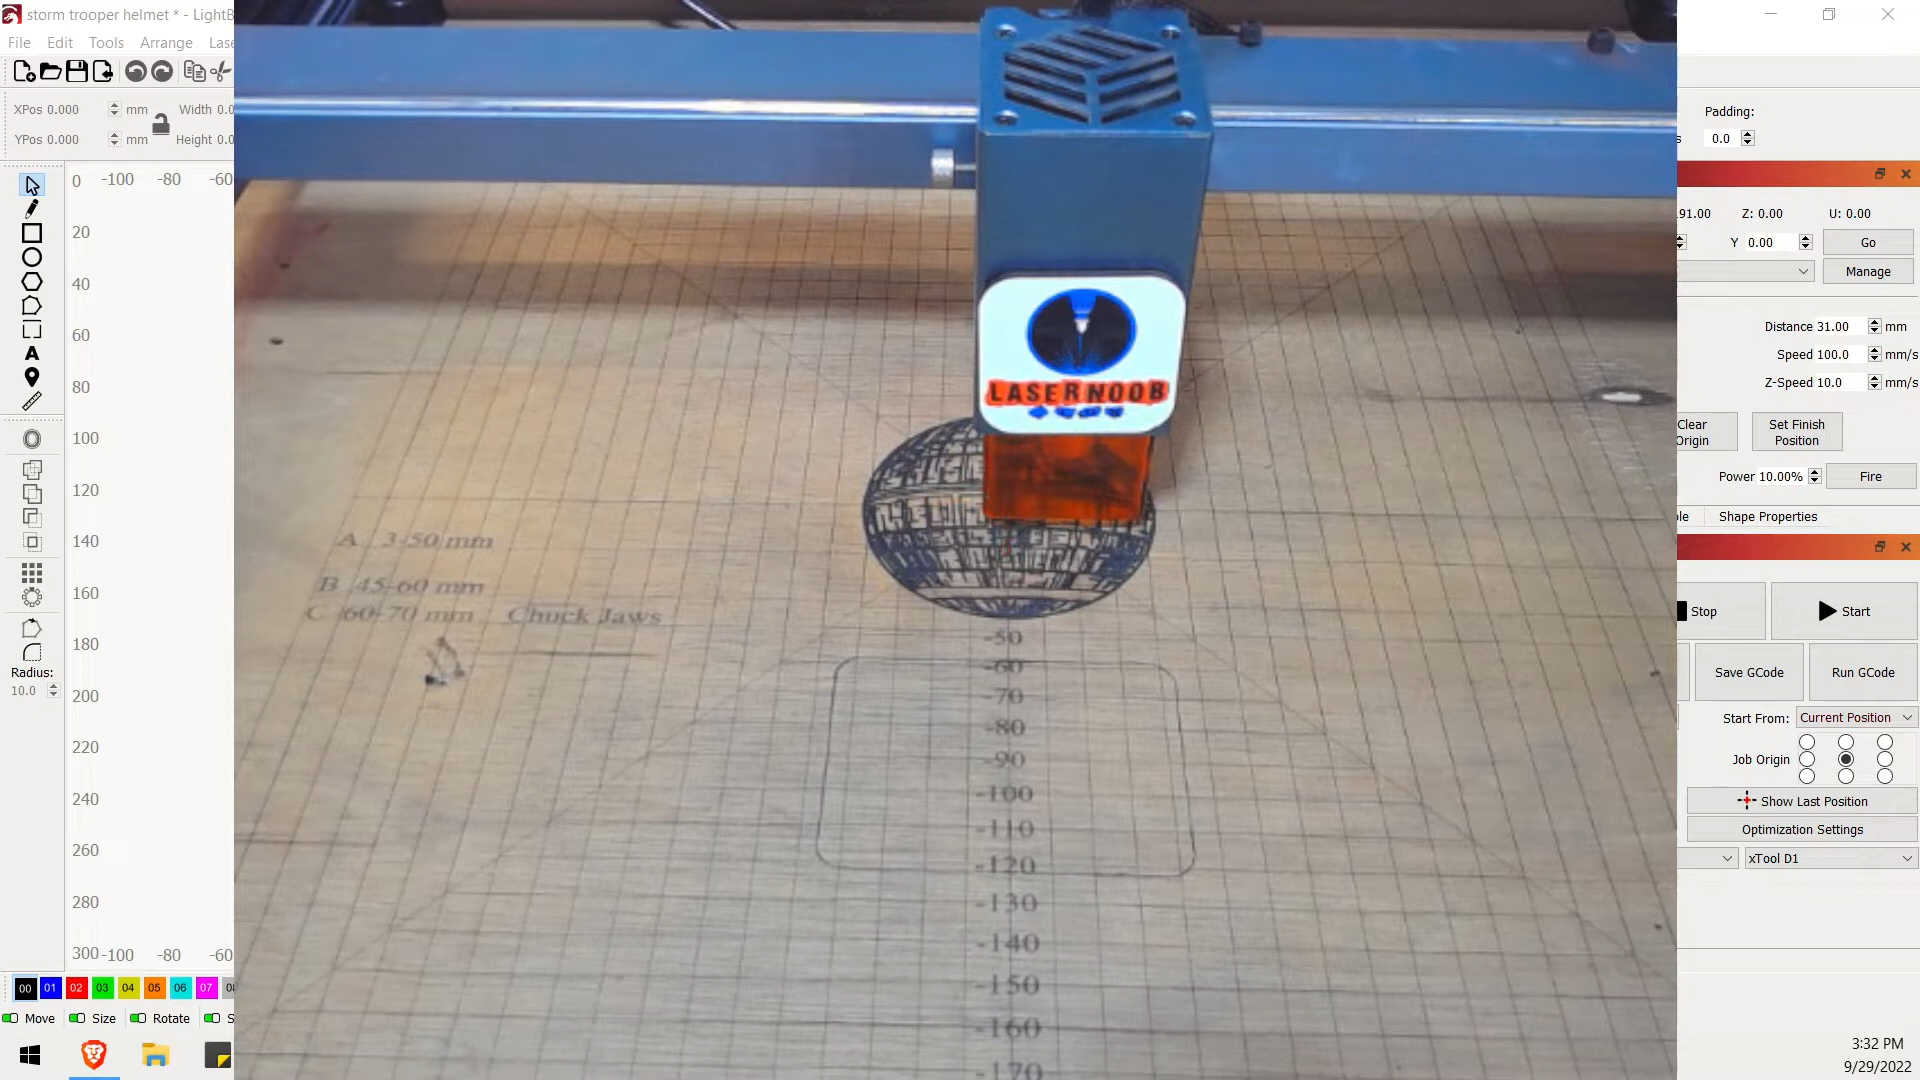 storm trooper helmet * - LightB
File Edit Tools Arrange Lase
XPos 0.000 mm Width 0.0
YPos 0.000 mm Height 0.0
Padding:
0.0
0 -100 -80 -60
20
40
60
80
100
120
140
160
180
200
220
240
260
280
300 -100 -80 -60
Radius:
10.0
LASER NOOB
A 3-50 mm
B 45-60 mm
C 60-70 mm Chuck Jaws
-50
-60
-70
-80
-90
-100
-110
-120
-130
-140
-150
-160
-170
91.00 Z: 0.00 U: 0.00
Y 0.00 Go
Manage
Distance 31.00 mm
Speed 100.0 mm/s
Z-Speed 10.0 mm/s
Clear
Origin
Set Finish
Position
Power 10.00% Fire
le Shape Properties
Stop Start
Save GCode Run GCode
Start From: Current Position
Job Origin
Show Last Position
Optimization Settings
xTool D1
00 01 02 03 04 05 06 07
Move Size Rotate S
3:32 PM
9/29/2022